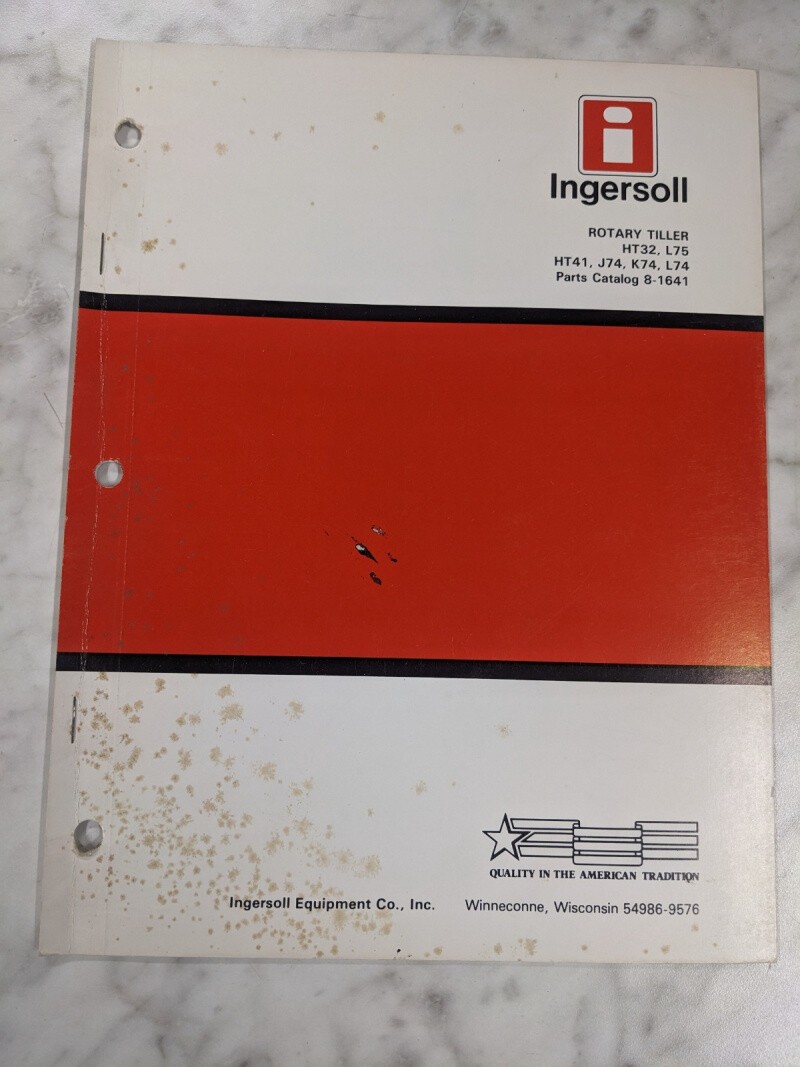 i
Ingersoll
ROTARY TILLER
HT32, L75
HT41, J74, K74, L74
Parts Catalog 8-1641
QUALITY IN THE AMERICAN TRADITION
Ingersoll Equipment Co., Inc. Winneconne, Wisconsin 54986-9576